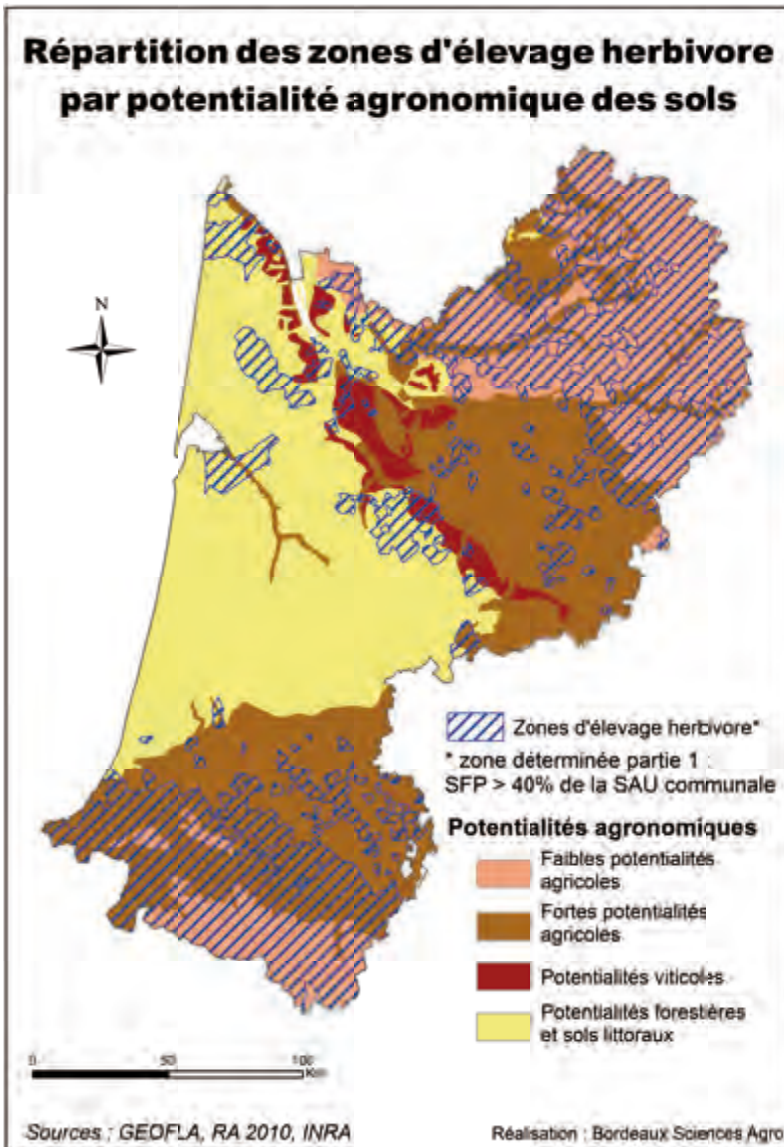 Répartition des zones d'élevage herbivore
par potentialité agronomique des sols
N
Zones d'élevage herbivore*
* zone déterminée partie 1 :
SFP > 40% de la SAU communale
Potentialités agronomiques
Faibles potentialités
agricoles
Fortes potentialités
agricoles
Potentialités viticoles
Potentialités forestières
et sols littoraux
0 50 100
Km
Sources : GEOFLA, RA 2010, INRA
Réalisation : Bordeaux Sciences Agro